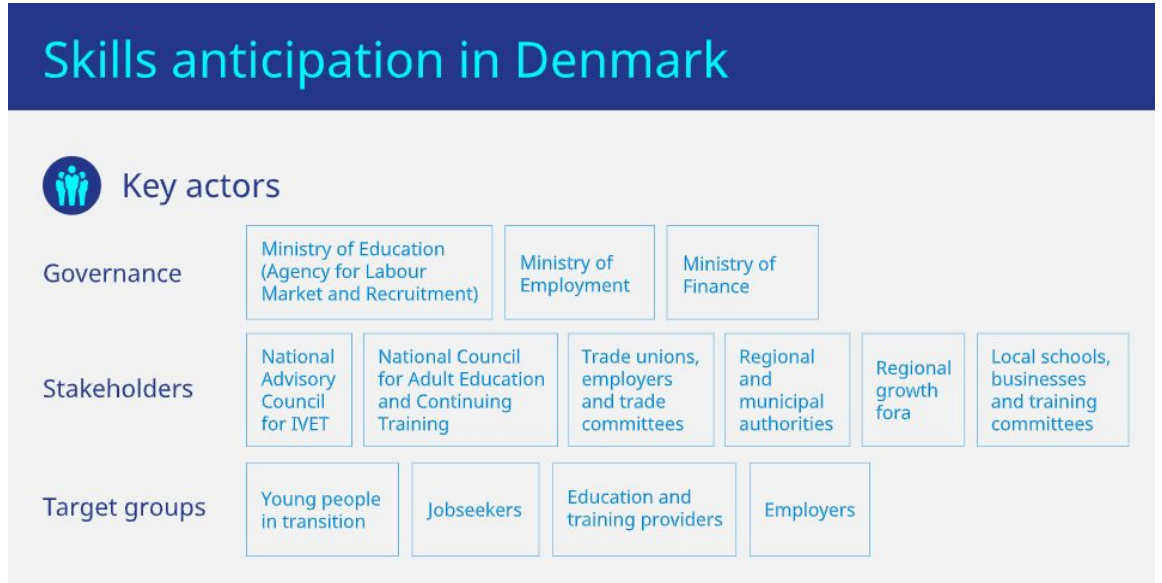 Skills anticipation in Denmark
Key actors
Governance
Ministry of Education
(Agency for Labour
Market and Recruitment)
Ministry of
Employment
Ministry of
Finance
Stakeholders
National
Advisory
Council
for IVET
National Council
for Adult Education
and Continuing
Training
Trade unions,
employers
and trade
committees
Regional
and
municipal
authorities
Regional
growth
fora
Local schools,
businesses
and training
committees
Target groups
Young people
in transition
Jobseekers
Education and
training providers
Employers